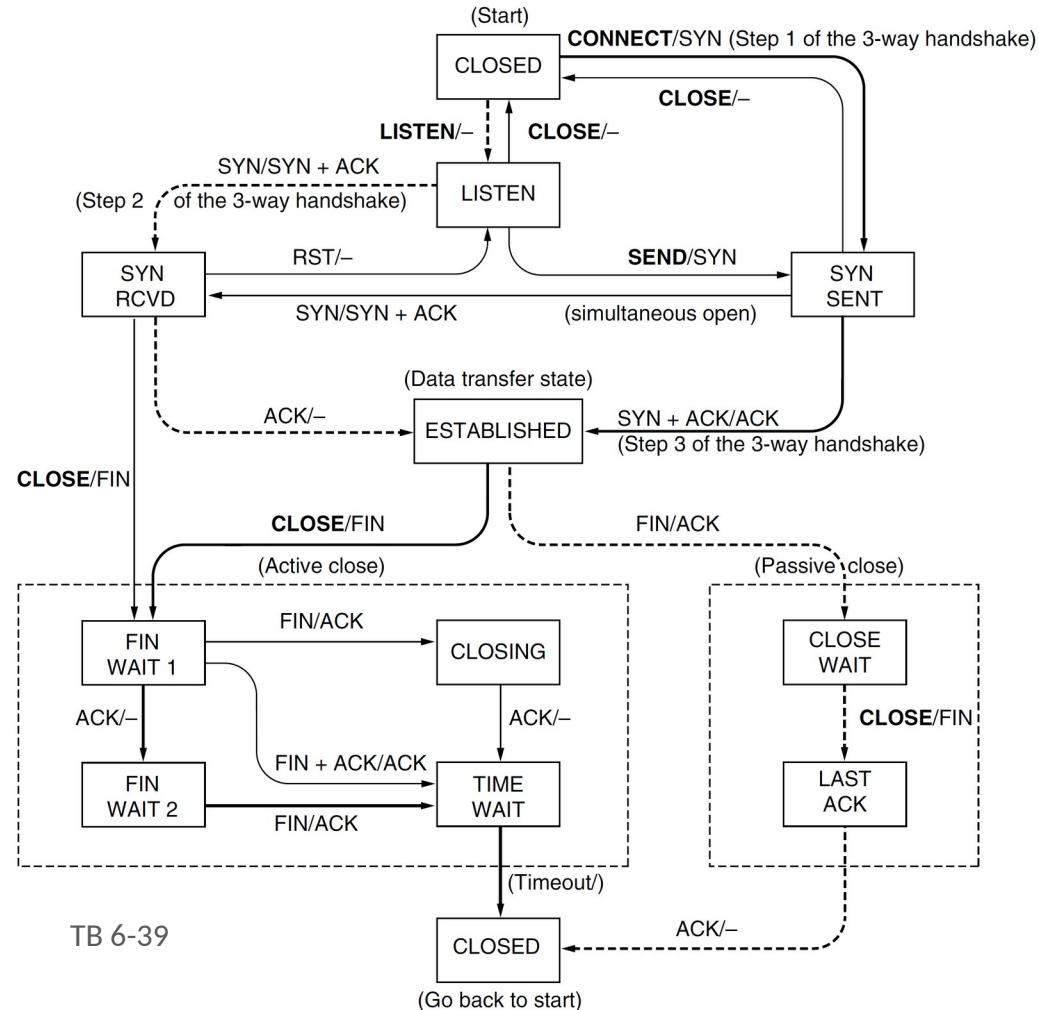 (Start)
CONNECT/SYN (Step 1 of the 3-way handshake)
CLOSED
CLOSE/–
LISTEN/–
CLOSE/–
SYN/SYN + ACK
LISTEN
(Step 2 of the 3-way handshake)
RST/–
SEND/SYN
SYN
RCVD
SYN
SENT
SYN/SYN + ACK
(simultaneous open)
(Data transfer state)
ACK/–
ESTABLISHED
SYN + ACK/ACK
(Step 3 of the 3-way handshake)
CLOSE/FIN
CLOSE/FIN
FIN/ACK
(Active close)
(Passive close)
FIN
WAIT 1
FIN/ACK
CLOSING
CLOSE
WAIT
ACK/–
ACK/–
CLOSE/FIN
FIN + ACK/ACK
FIN
WAIT 2
FIN/ACK
TIME
WAIT
LAST
ACK
(Timeout/)
TB 6-39
CLOSED
ACK/–
(Go back to start)